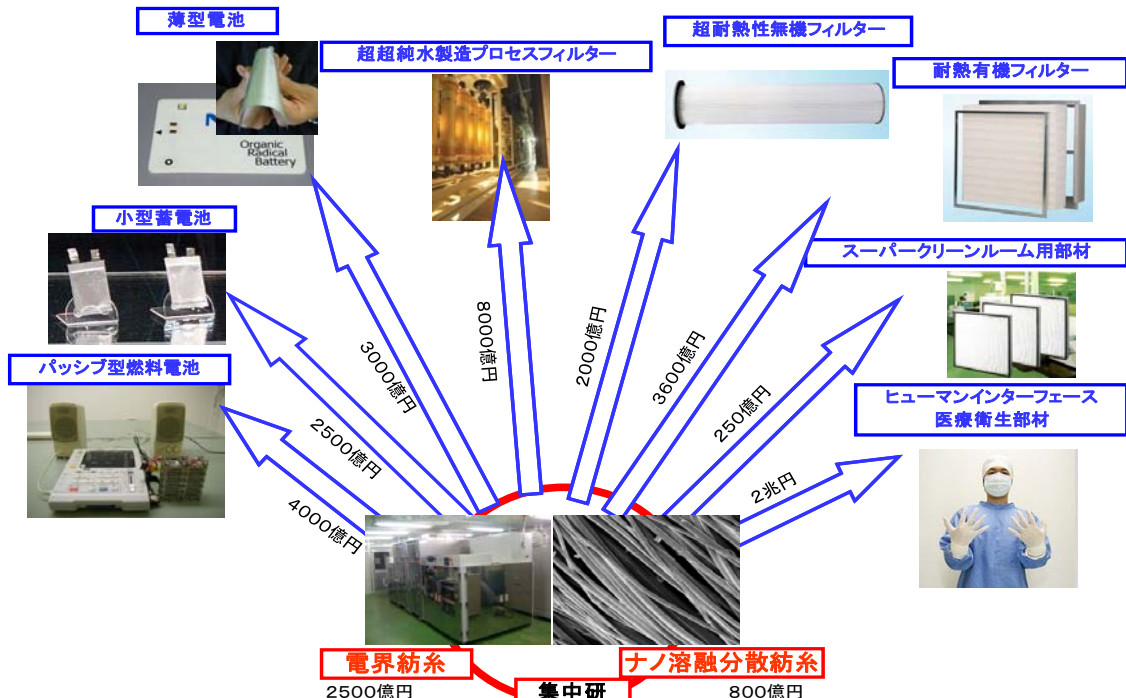 薄型電池
超超純水製造プロセスフィルター
超耐熱性無機フィルター
耐熱有機フィルター
Organic
Radical
Battery
小型蓄電池
スーパークリーンルーム用部材
パッシブ型燃料電池
ヒューマンインターフェース
医療衛生部材
4000億円
2500億円
3000億円
8000億円
2000億円
3600億円
250億円
2兆円
電界紡糸
ナノ溶融分散紡糸
2500億円
集中研
800億円